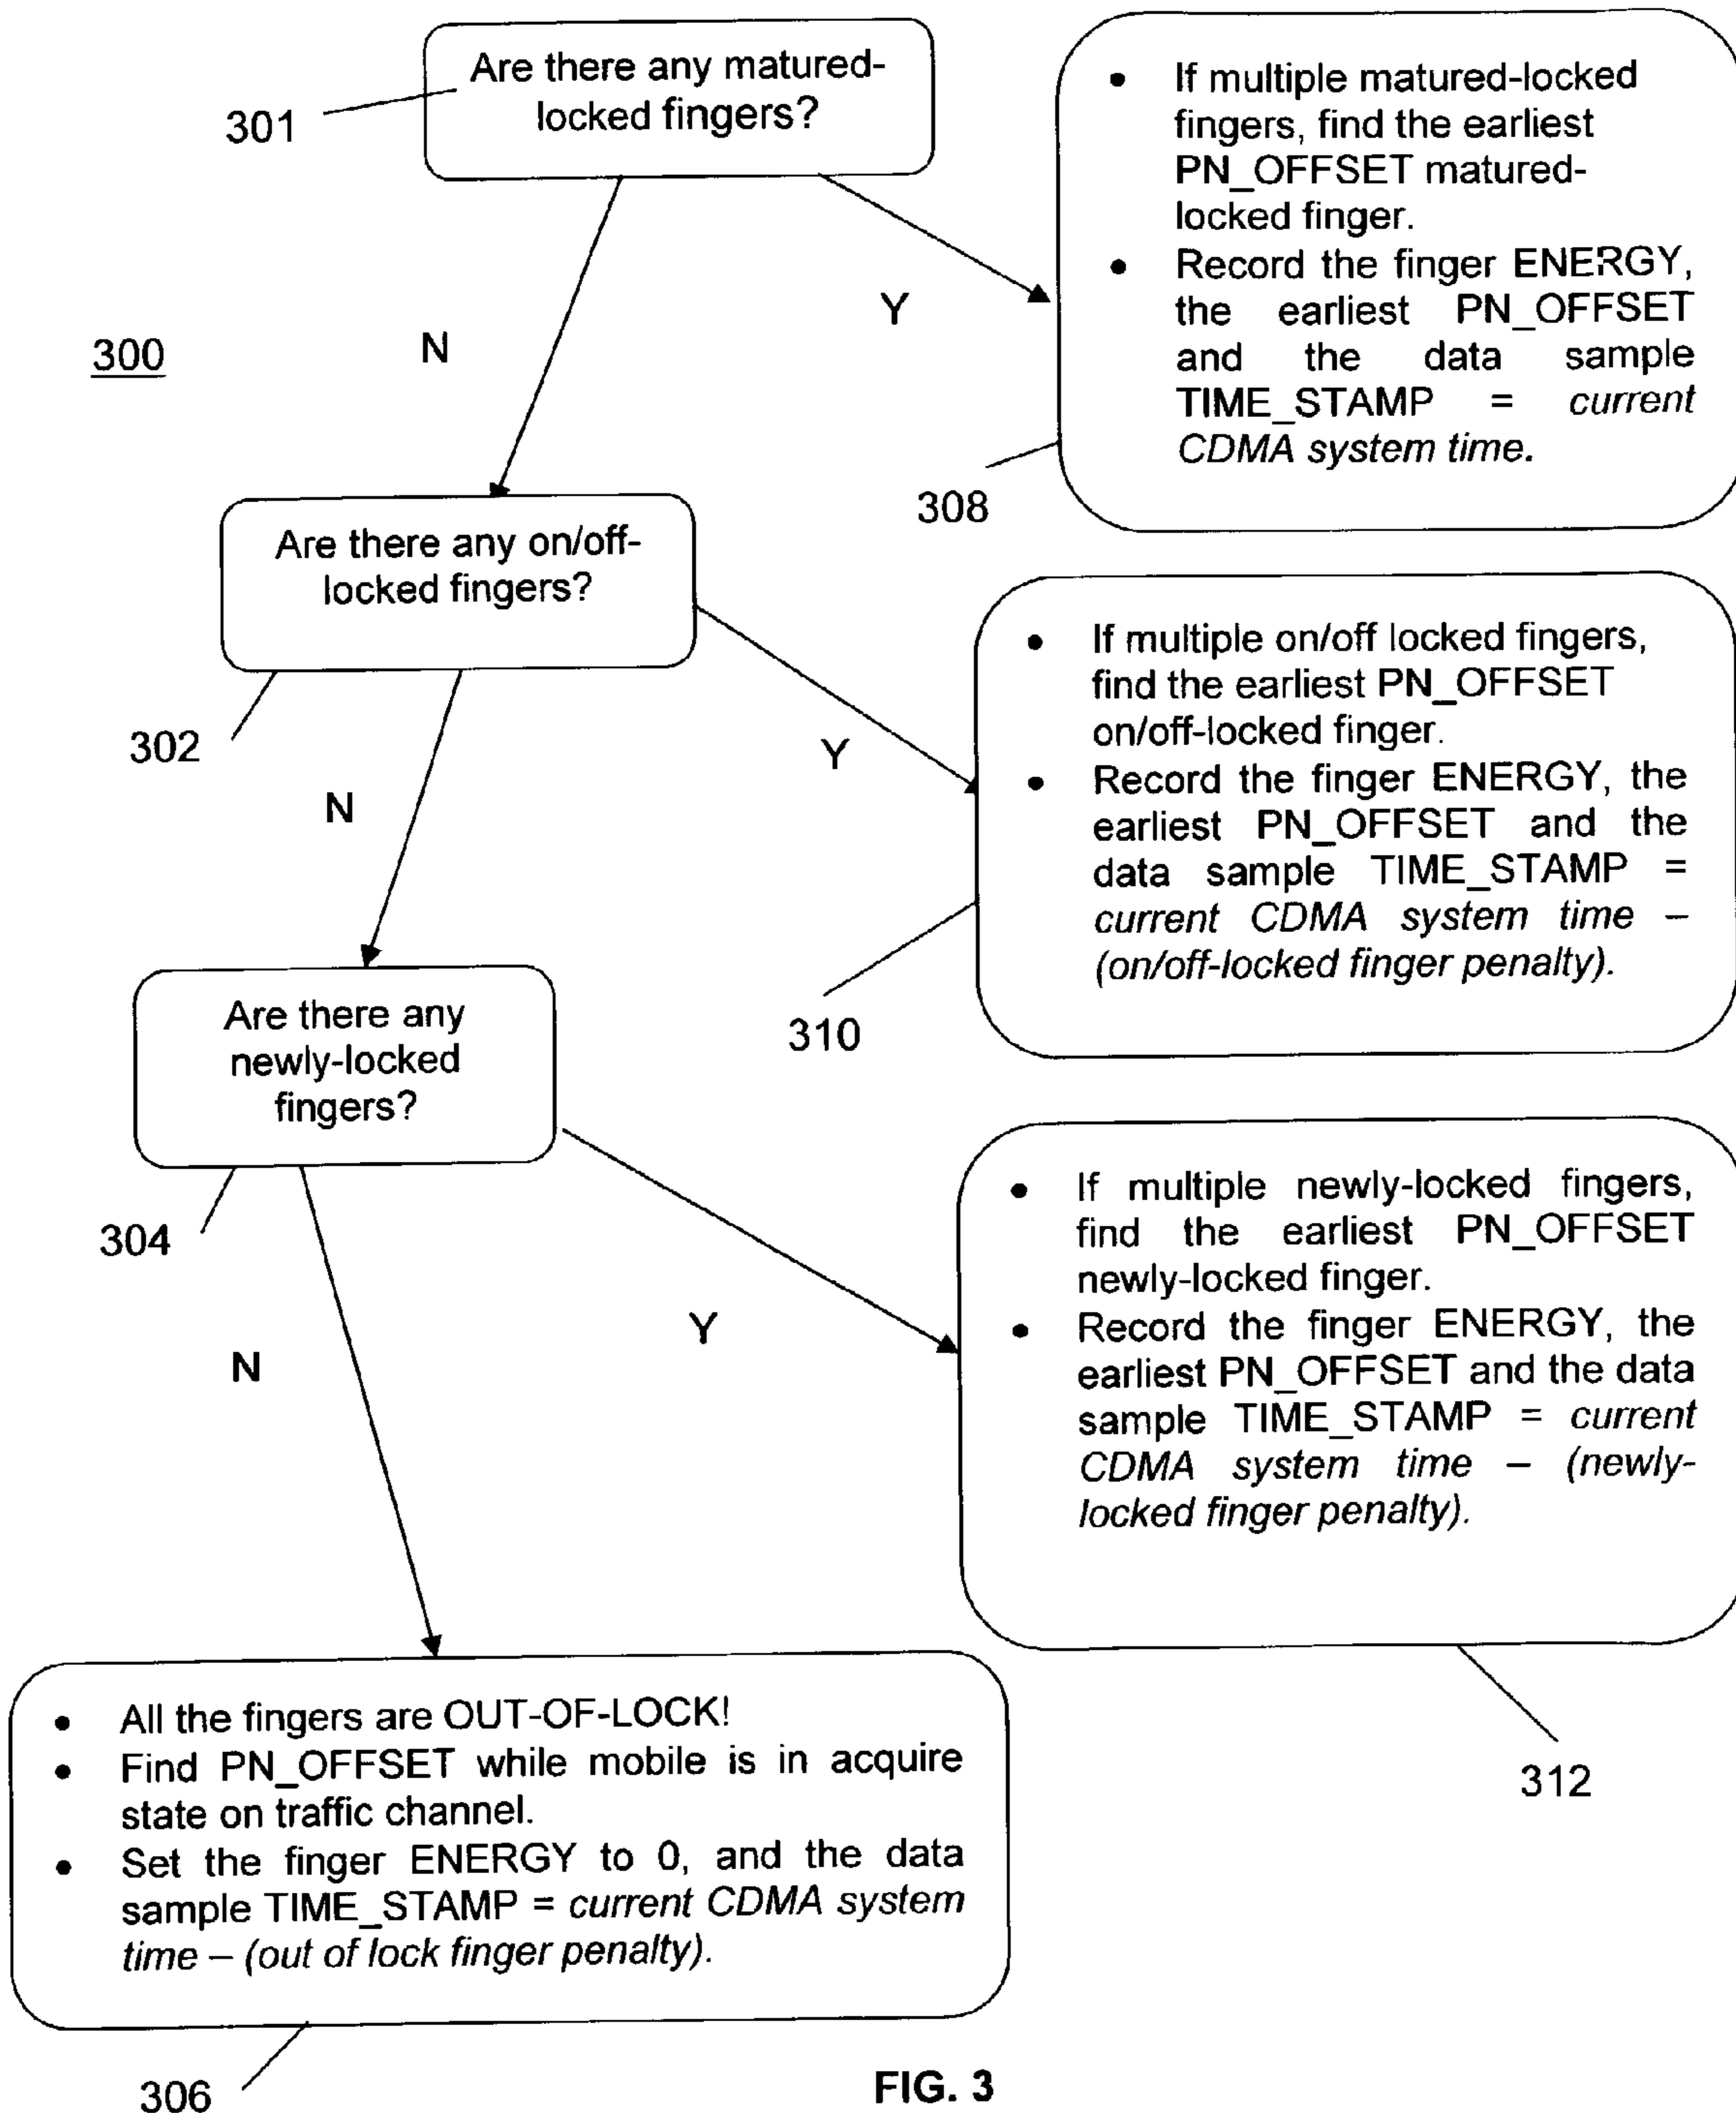 Are there any matured-
locked fingers?
301
• If multiple matured-locked
fingers, find the earliest
PN_OFFSET matured-
locked finger.
• Record the finger ENERGY,
the earliest PN_OFFSET
and the data sample
TIME_STAMP = current
CDMA system time.
308
Y
N
300
Are there any on/off-
locked fingers?
302
• If multiple on/off locked fingers,
find the earliest PN_OFFSET
on/off-locked finger.
• Record the finger ENERGY, the
earliest PN_OFFSET and the
data sample TIME_STAMP =
current CDMA system time –
(on/off-locked finger penalty).
310
Y
N
Are there any
newly-locked
fingers?
304
• If multiple newly-locked fingers,
find the earliest PN_OFFSET
newly-locked finger.
• Record the finger ENERGY, the
earliest PN_OFFSET and the data
sample TIME_STAMP = current
CDMA system time – (newly-
locked finger penalty).
312
Y
N
• All the fingers are OUT-OF-LOCK!
• Find PN_OFFSET while mobile is in acquire
state on traffic channel.
• Set the finger ENERGY to 0, and the data
sample TIME_STAMP = current CDMA system
time – (out of lock finger penalty).
306
FIG. 3